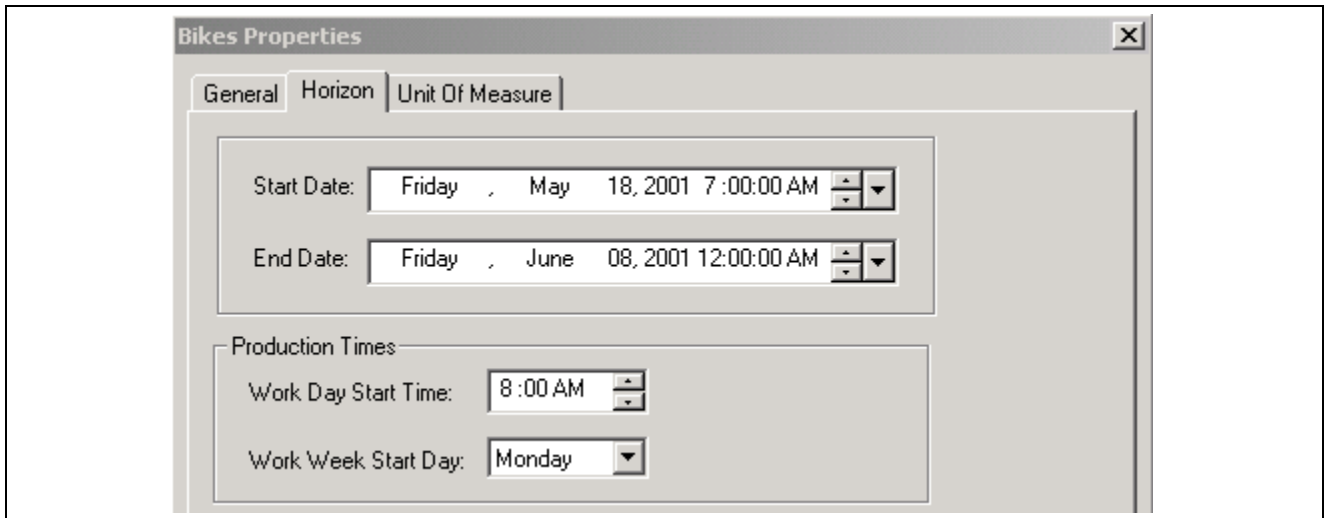 Bikes Properties
General Horizon Unit Of Measure
Start Date: Friday , May 18, 2001 7 :00:00 AM
End Date: Friday , June 08, 2001 12:00:00 AM
Production Times
Work Day Start Time: 8 :00 AM
Work Week Start Day: Monday